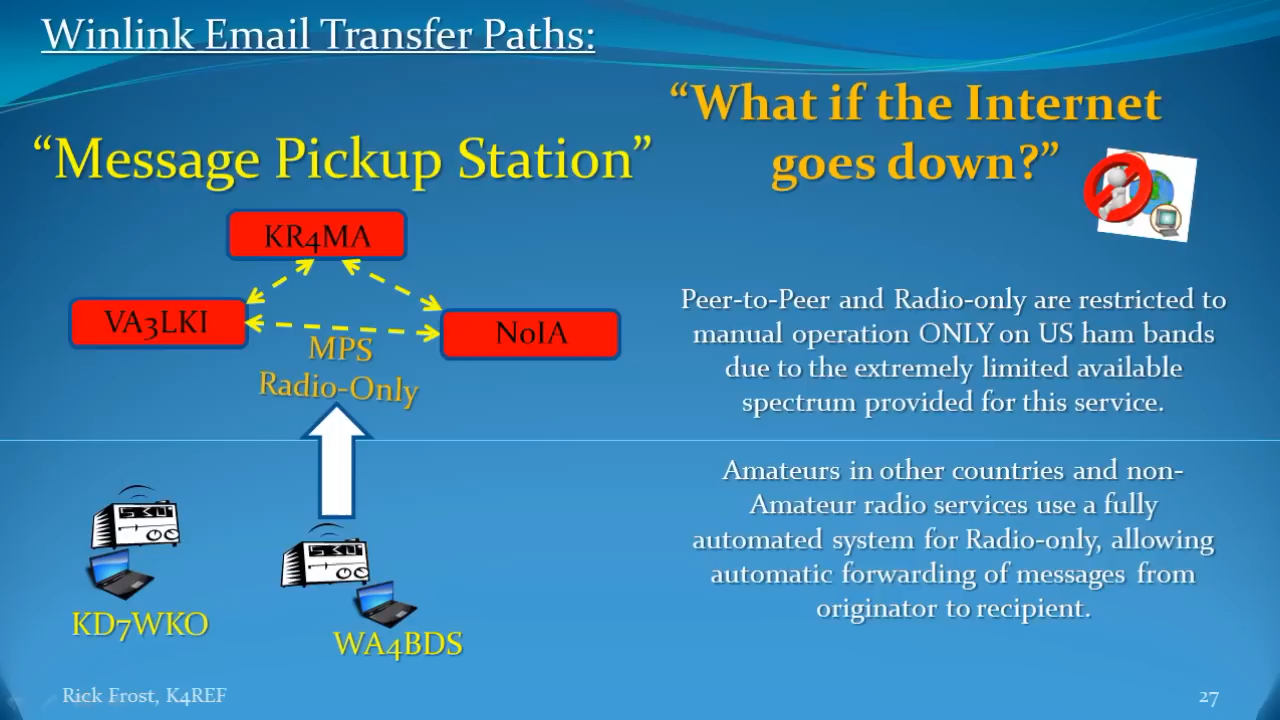 Winlink Email Transfer Paths:
“What if the Internet
goes down?”
“Message Pickup Station”
KR4MA
VA3LKI
N0IA
MPS
Radio-Only
KD7WKO
WA4BDS
Peer-to-Peer and Radio-only are restricted to
manual operation ONLY on US ham bands
due to the extremely limited available
spectrum provided for this service.
Amateurs in other countries and non-
Amateur radio services use a fully
automated system for Radio-only, allowing
automatic forwarding of messages from
originator to recipient.
Rick Frost, K4REF
27